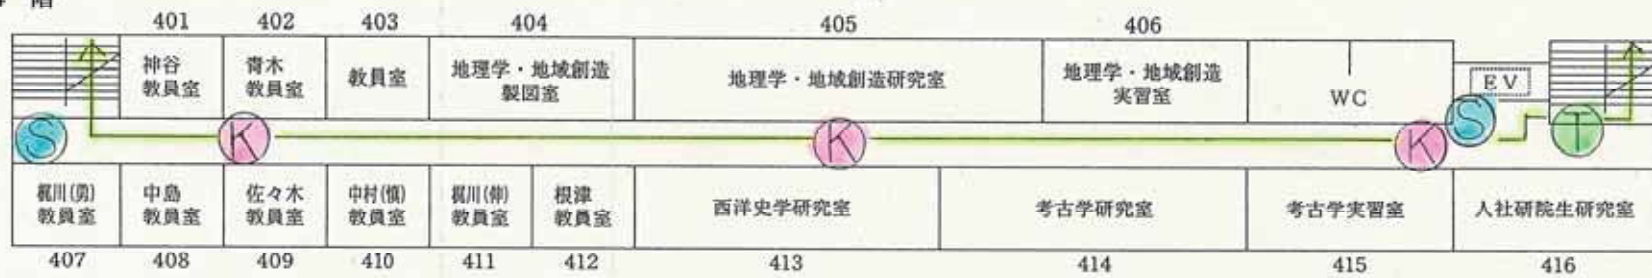 階
401 402 403 404 405 406
神谷
教員室
青木
教員室
教員室
地理学・地域創造
製図室
地理学・地域創造研究室
地理学・地域創造
実習室
WC
EV
S K K K S T
梶川(勇)
教員室
中島
教員室
佐々木
教員室
中村(慎)
教員室
梶川(伸)
教員室
根津
教員室
西洋史学研究室
考古学研究室
考古学実習室
人社研院生研究室
407 408 409 410 411 412 413 414 415 416